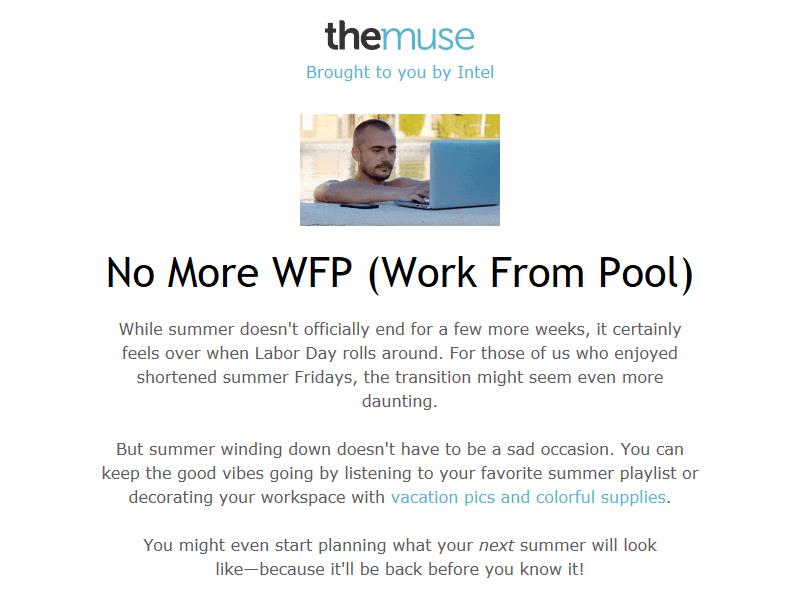 themuse
Brought to you by Intel
No More WFP (Work From Pool)
While summer doesn't officially end for a few more weeks, it certainly
feels over when Labor Day rolls around. For those of us who enjoyed
shortened summer Fridays, the transition might seem even more
daunting.
But summer winding down doesn't have to be a sad occasion. You can
keep the good vibes going by listening to your favorite summer playlist or
decorating your workspace with vacation pics and colorful supplies.
You might even start planning what your next summer will look
like—because it'll be back before you know it!